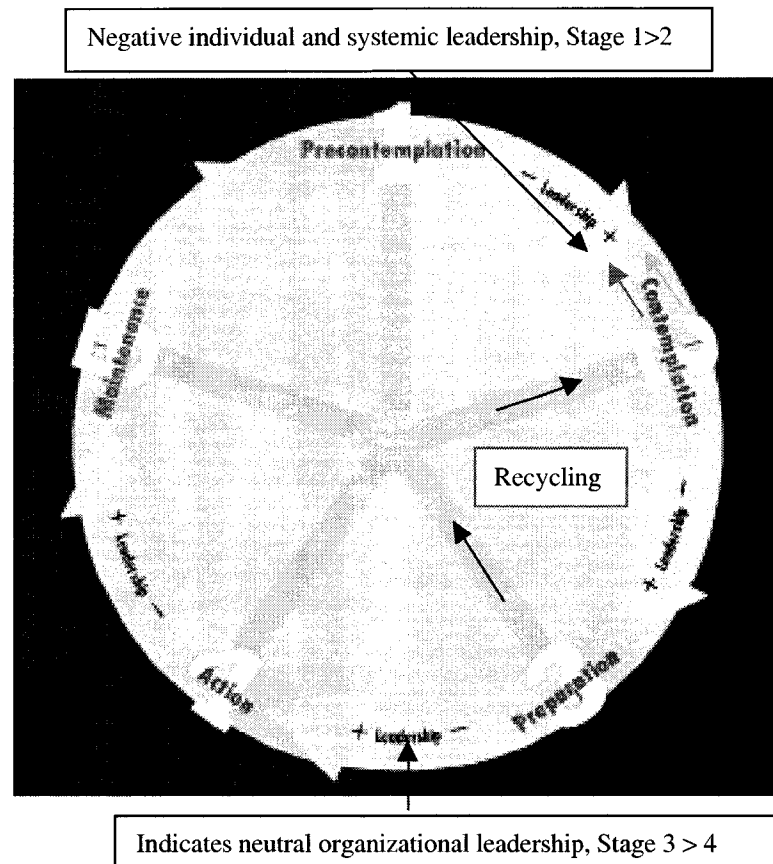 Negative individual and systemic leadership, Stage 1>2
Precontemplation
− Leadership +
Contemplation
Maintenance
Recycling
− Leadership +
+ Leadership −
Preparation
Action
+ Leadership −
Indicates neutral organizational leadership, Stage 3 > 4